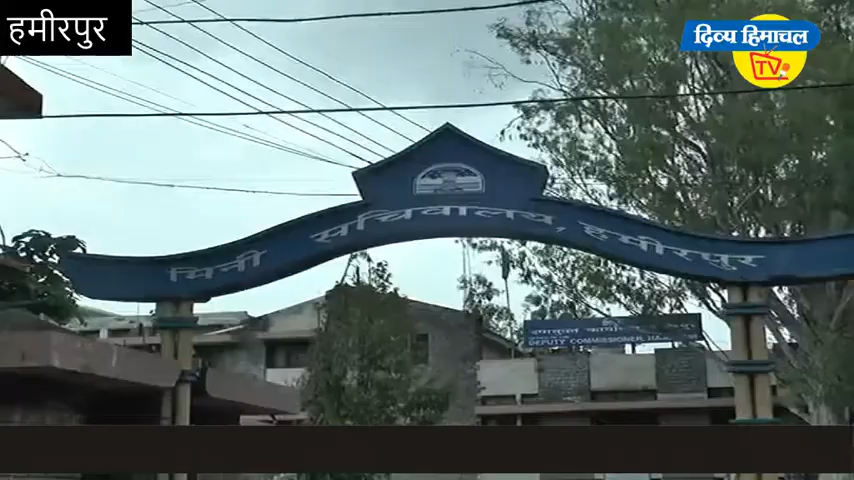 हमीरपुर
दिव्य हिमाचल
TV
मिनी सचिवालय, हमीरपुर
DEPUTY COMMISSIONER